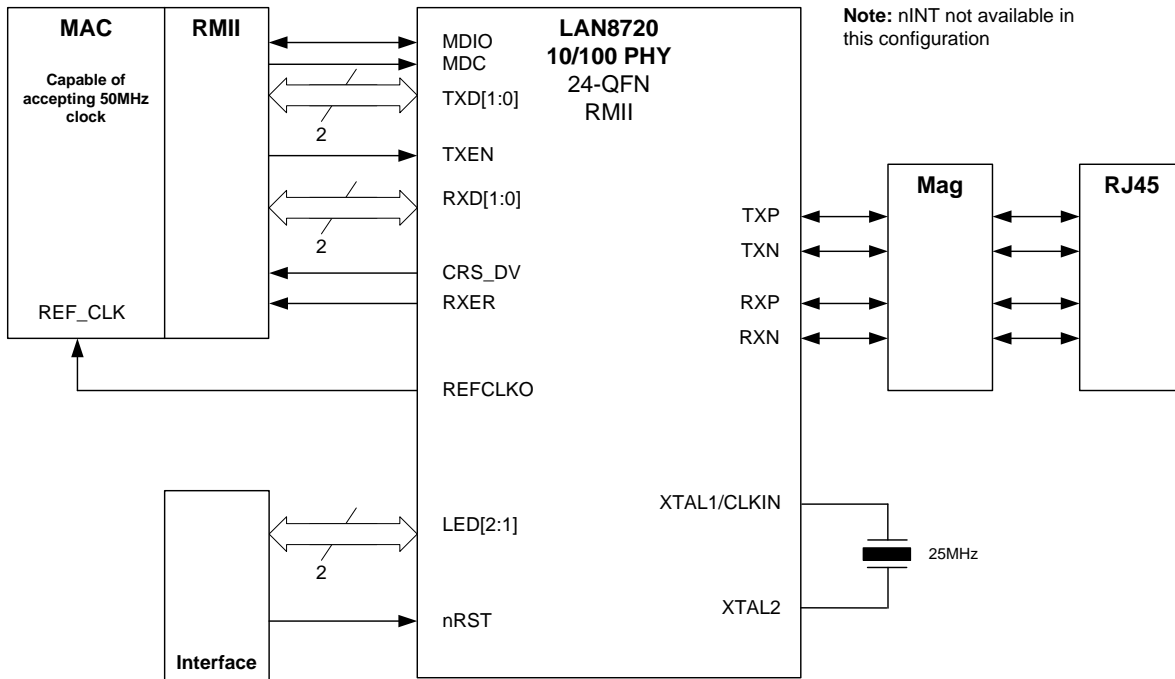 MAC
RMII
Capable of
accepting 50MHz
clock
REF_CLK
LAN8720
10/100 PHY
24-QFN
RMII
Note: nINT not available in
this configuration
MDIO
MDC
TXD[1:0]
2
TXEN
RXD[1:0]
2
CRS_DV
RXER
REFCLKO
LED[2:1]
2
nRST
Interface
TXP
TXN
RXP
RXN
Mag
RJ45
XTAL1/CLKIN
25MHz
XTAL2